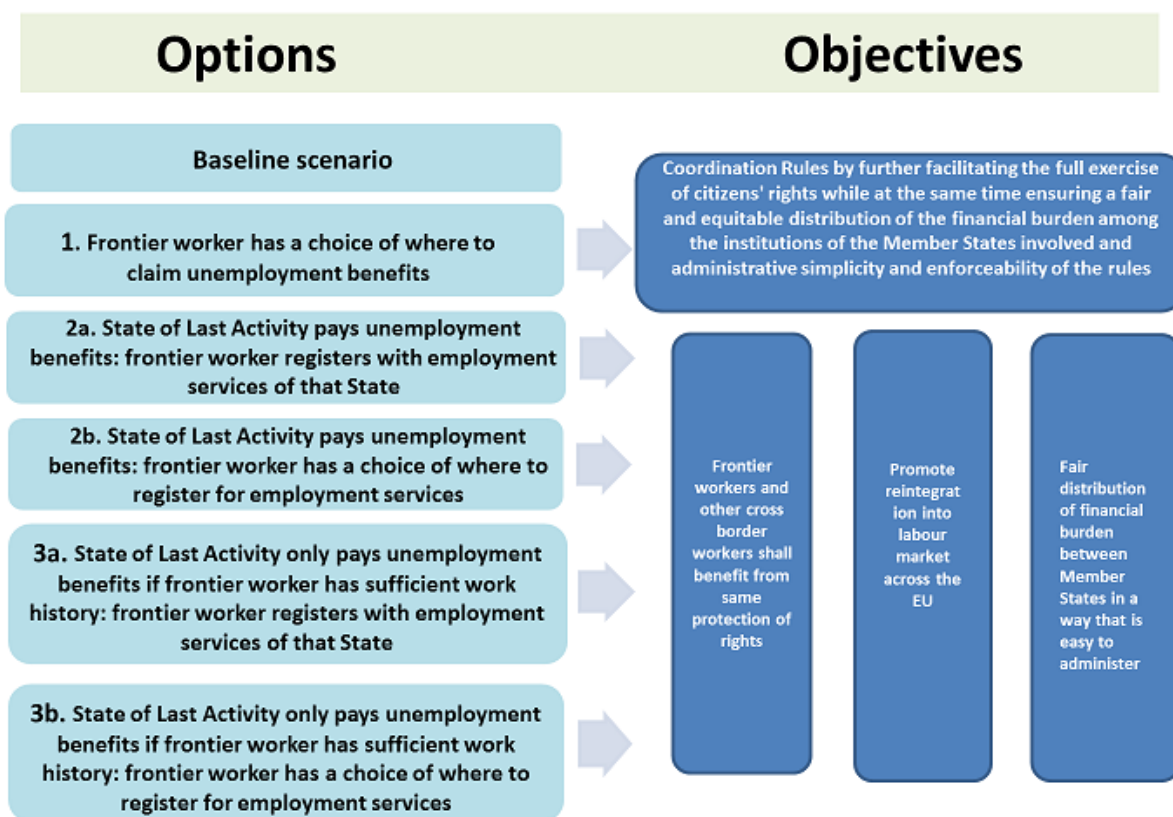 Options
Objectives
Baseline scenario
1. Frontier worker has a choice of where to
claim unemployment benefits
2a. State of Last Activity pays unemployment
benefits: frontier worker registers with employment
services of that State
2b. State of Last Activity pays unemployment
benefits: frontier worker has a choice of where to
register for employment services
3a. State of Last Activity only pays unemployment
benefits if frontier worker has sufficient work
history: frontier worker registers with employment
services of that State
3b. State of Last Activity only pays unemployment
benefits if frontier worker has sufficient work
history: frontier worker has a choice of where to
register for employment services
Coordination Rules by further facilitating the full exercise
of citizens' rights while at the same time ensuring a fair
and equitable distribution of the financial burden among
the institutions of the Member States involved and
administrative simplicity and enforceability of the rules
Frontier
workers and
other cross
border
workers shall
benefit from
same
protection of
rights
Promote
reintegrat
ion into
labour
market
across the
EU
Fair
distribution
of financial
burden
between
Member
States in a
way that is
easy to
administer